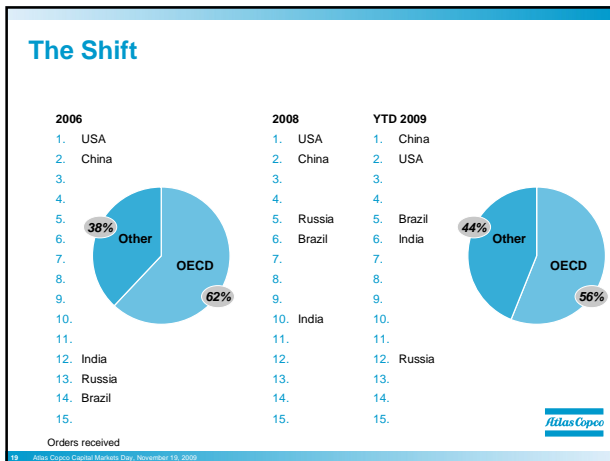 The Shift
2006
1. USA
2. China
3.
4.
5.
6.
7.
8.
9.
10.
11.
12. India
13. Russia
14. Brazil
15.
38%
Other
OECD
62%
2008
1. USA
2. China
3.
4.
5. Russia
6. Brazil
7.
8.
9.
10. India
11.
12.
13.
14.
15.
YTD 2009
1. China
2. USA
3.
4.
5. Brazil
6. India
7.
8.
9.
10.
11.
12. Russia
13.
14.
15.
44%
Other
OECD
56%
Atlas Copco
Orders received
19 Atlas Copco Capital Markets Day, November 19, 2009